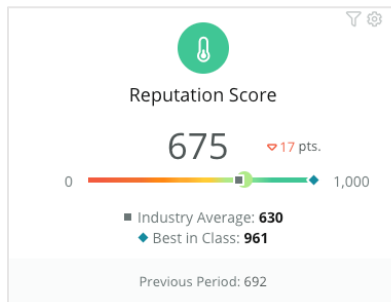 Reputation Score
675 17 pts.
0 1,000
Industry Average: 630
Best in Class: 961
Previous Period: 692